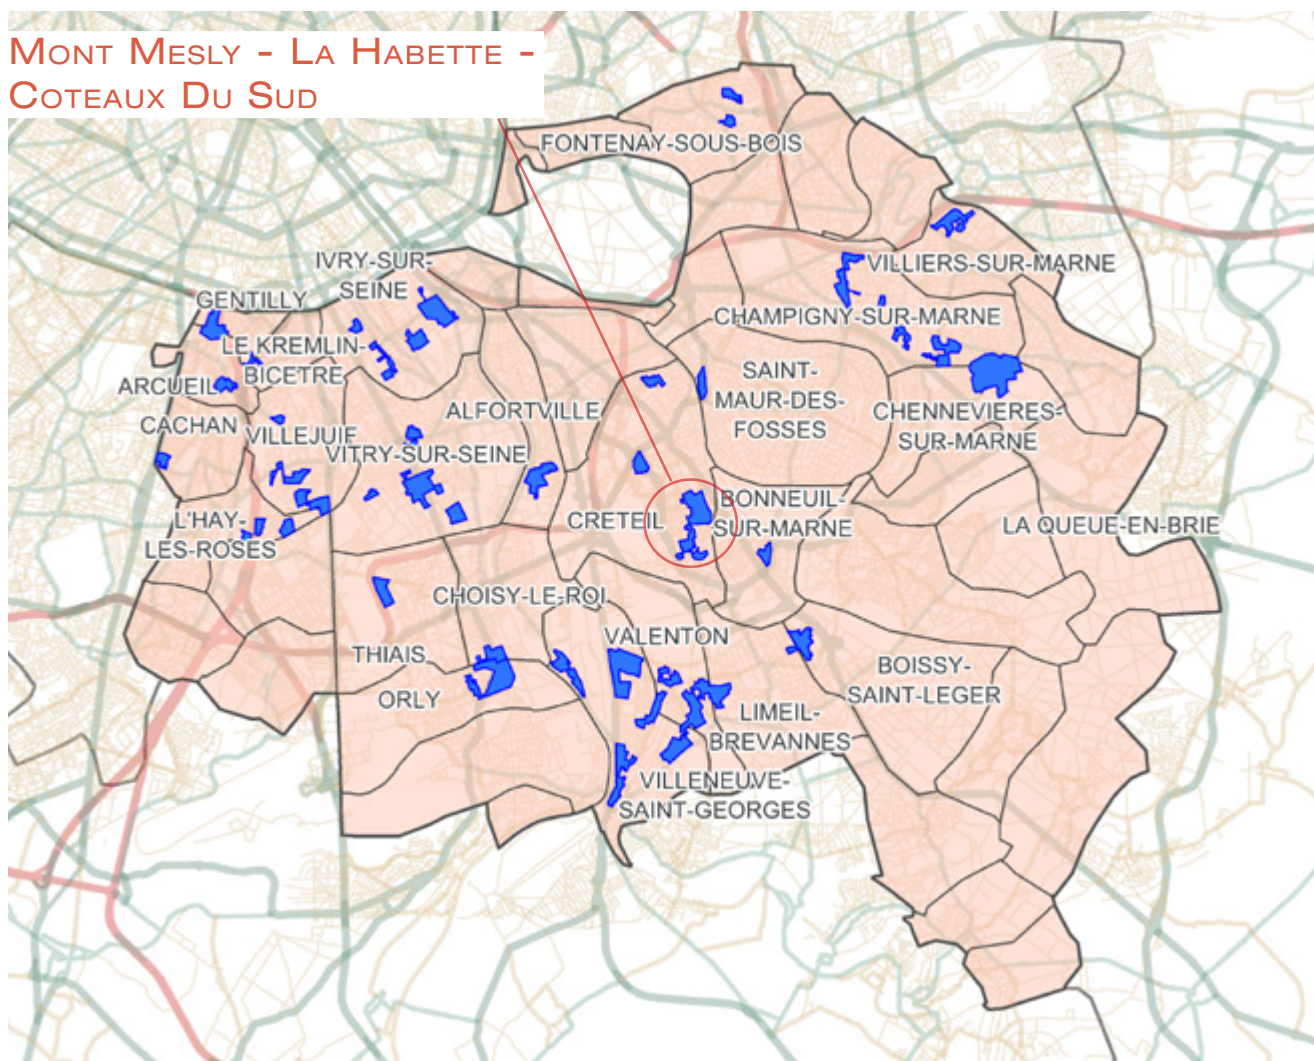 MONT MESLY - LA HABETTE -
COTEAUX DU SUD
FONTENAY-SOUS-BOIS
IVRY-SUR-
SEINE
GENTILLY
VILLIERS-SUR-MARNE
CHAMPIGNY-SUR-MARNE
LE KREMLIN-
BICETRE
ARCUEIL
SAINT-
MAUR-DES-
FOSSES
CACHAN
VILLEJUIF
ALFORTVILLE
CHENNEVIERES-
SUR-MARNE
VITRY-SUR-SEINE
L'HAY-
LES-ROSES
CRETEIL
BONNEUIL-
SUR-MARNE
LA QUEUE-EN-BRIE
CHOISY-LE-ROI
VALENTON
THIAIS
ORLY
BOISSY-
SAINT-LEGER
LIMEIL-
BREVANNES
VILLENEUVE-
SAINT-GEORGES